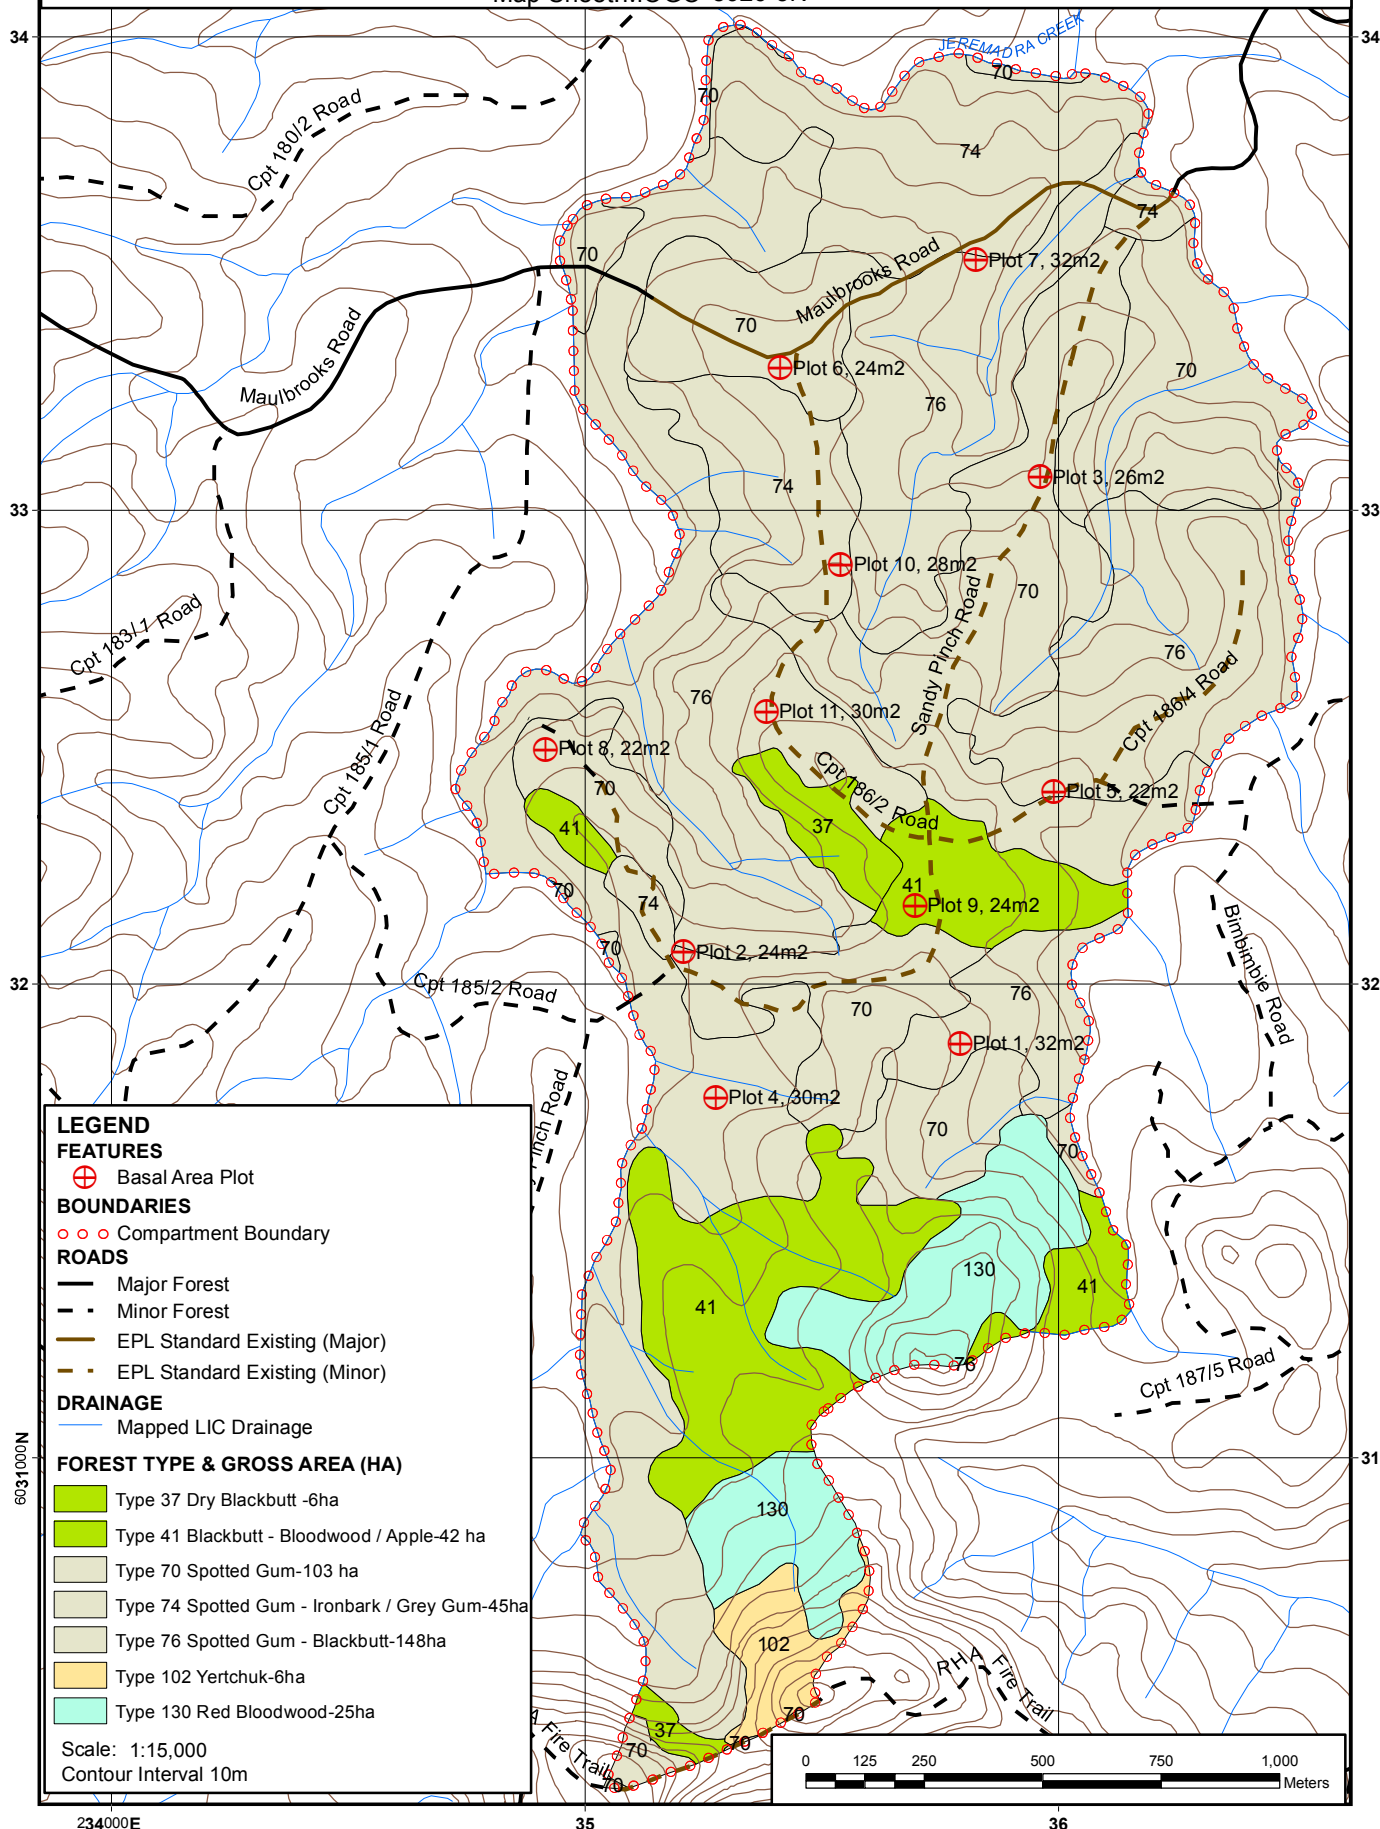 34
34
JEREMADRA CREEK
70
70
Cpt 180/2 Road
74
74
70
Maulbrooks Road
Plot 7, 32m2
70
Maulbrooks Road
Plot 6, 24m2
70
76
Plot 3, 26m2
74
33
33
Plot 10, 28m2
70
Cpt 183/1 Road
Sandy Pinch Road
76
76
Cpt 185/1 Road
Plot 11, 30m2
Cpt 186/4 Road
Plot 8, 22m2
70
Cpt 186/2 Road
Plot 5, 22m2
41
37
70
74
41
Plot 9, 24m2
Bimbimbie Road
70
Plot 2, 24m2
32
32
Cpt 185/2 Road
70
76
Plot 1, 32m2
Plot 4, 30m2
Pinch Road
70
70
LEGEND
FEATURES
Basal Area Plot
BOUNDARIES
Compartment Boundary
ROADS
Major Forest
Minor Forest
EPL Standard Existing (Major)
EPL Standard Existing (Minor)
DRAINAGE
Mapped LIC Drainage
FOREST TYPE & GROSS AREA (HA)
Type 37 Dry Blackbutt -6ha
Type 41 Blackbutt - Bloodwood / Apple-42 ha
Type 70 Spotted Gum-103 ha
Type 74 Spotted Gum - Ironbark / Grey Gum-45ha
Type 76 Spotted Gum - Blackbutt-148ha
Type 102 Yertchuk-6ha
Type 130 Red Bloodwood-25ha
Scale: 1:15,000
Contour Interval 10m
130
41
41
76
Cpt 187/5 Road
6031000N
31
130
102
RHA Fire Trail
70
37
70
70
A Fire Trail
70
0 125 250 500 750 1,000
Meters
234000E
35
36